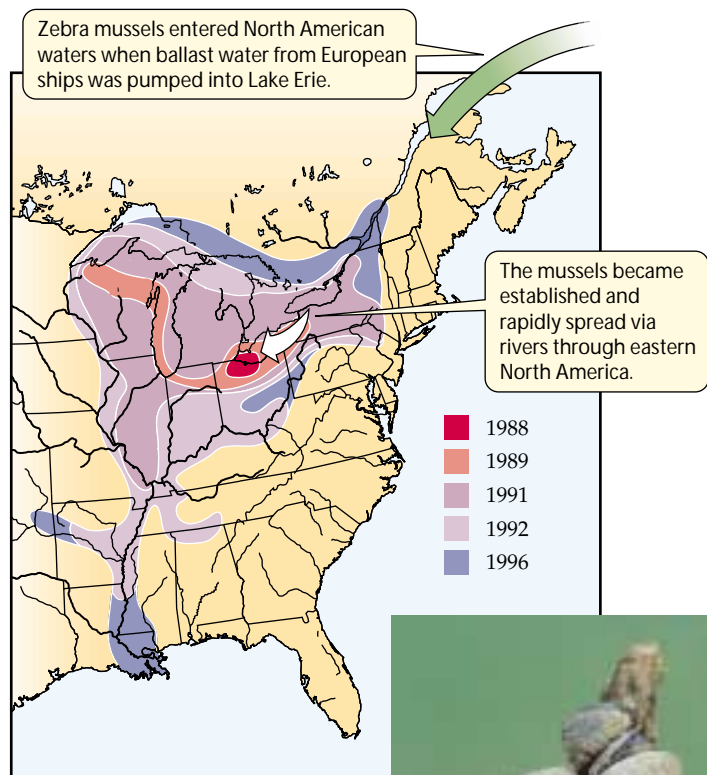 Zebra mussels entered North American
waters when ballast water from European
ships was pumped into Lake Erie.
The mussels became
established and
rapidly spread via
rivers through eastern
North America.
1988
1989
1991
1992
1996